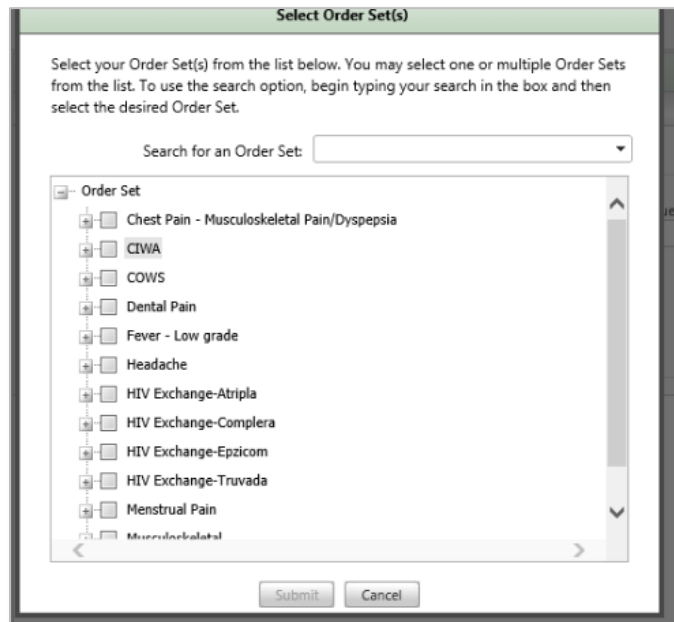 Select Order Set(s)
Select your Order Set(s) from the list below. You may select one or multiple Order Sets
from the list. To use the search option, begin typing your search in the box and then
select the desired Order Set.
Search for an Order Set:
Order Set
Chest Pain - Musculoskeletal Pain/Dyspepsia
CIWA
COWS
Dental Pain
Fever - Low grade
Headache
HIV Exchange-Atripla
HIV Exchange-Complera
HIV Exchange-Epzicom
HIV Exchange-Truvada
Menstrual Pain
Musculoskeletal
Submit
Cancel